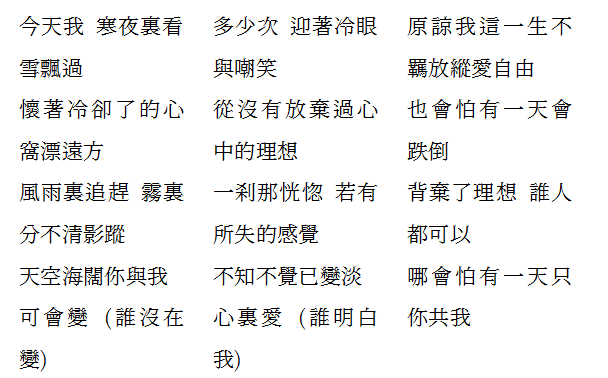 今天我 寒夜裏看
雪飄過
懷著冷卻了的心
窩漂遠方
風雨裏追趕 霧裏
分不清影蹤
天空海闊你與我
可會變 (誰沒在
變)
多少次 迎著冷眼
與嘲笑
從沒有放棄過心
中的理想
一剎那恍惚 若有
所失的感覺
不知不覺已變淡
心裏愛 (誰明白
我)
原諒我這一生不
羈放縱愛自由
也會怕有一天會
跌倒
背棄了理想 誰人
都可以
哪會怕有一天只
你共我